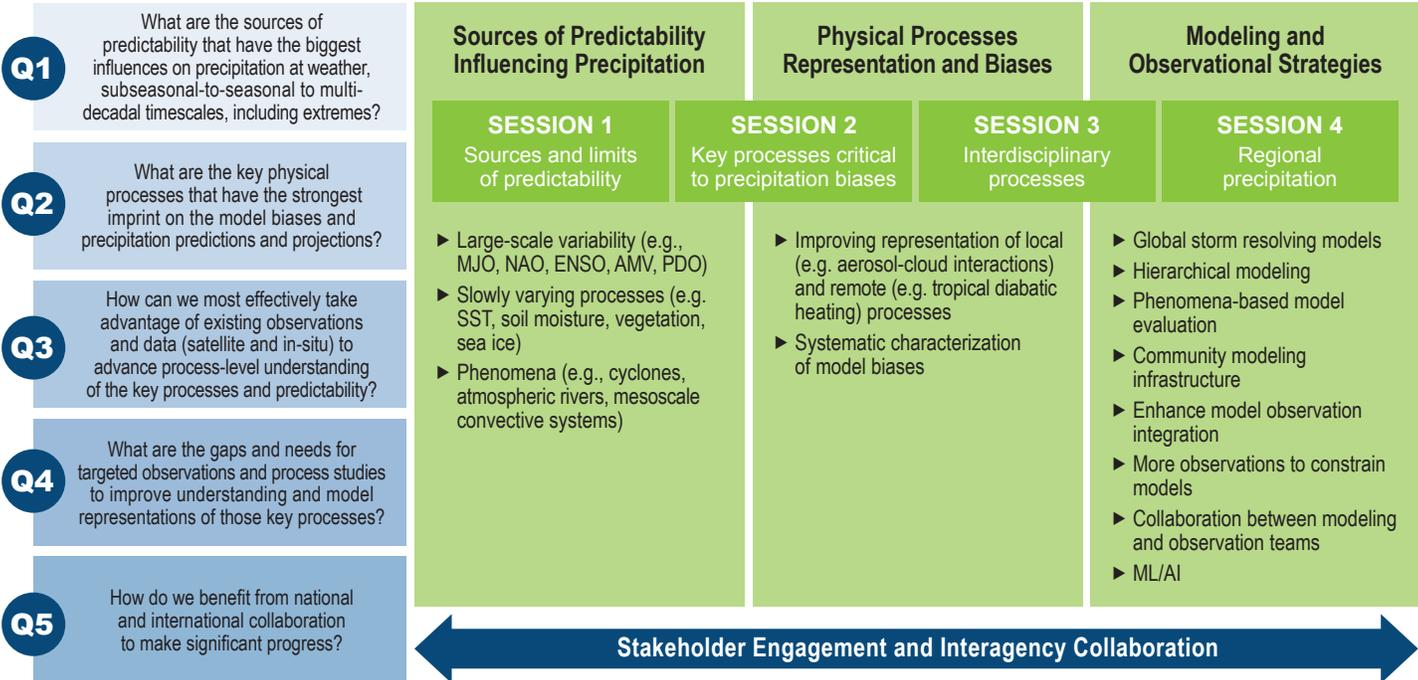 Q1
What are the sources of
predictability that have the biggest
influences on precipitation at weather,
subseasonal-to-seasonal to multi-
decadal timescales, including extremes?
Q2
What are the key physical
processes that have the strongest
imprint on the model biases and
precipitation predictions and projections?
Q3
How can we most effectively take
advantage of existing observations
and data (satellite and in-situ) to
advance process-level understanding
of the key processes and predictability?
Q4
What are the gaps and needs for
targeted observations and process studies
to improve understanding and model
representations of those key processes?
Q5
How do we benefit from national
and international collaboration
to make significant progress?
Sources of Predictability
Influencing Precipitation
Physical Processes
Representation and Biases
Modeling and
Observational Strategies
SESSION 1
Sources and limits
of predictability
SESSION 2
Key processes critical
to precipitation biases
SESSION 3
Interdisciplinary
processes
SESSION 4
Regional
precipitation
▶ Large-scale variability (e.g.,
MJO, NAO, ENSO, AMV, PDO)
▶ Slowly varying processes (e.g.
SST, soil moisture, vegetation,
sea ice)
▶ Phenomena (e.g., cyclones,
atmospheric rivers, mesoscale
convective systems)
▶ Improving representation of local
(e.g. aerosol-cloud interactions)
and remote (e.g. tropical diabatic
heating) processes
▶ Systematic characterization
of model biases
▶ Global storm resolving models
▶ Hierarchical modeling
▶ Phenomena-based model
evaluation
▶ Community modeling
infrastructure
▶ Enhance model observation
integration
▶ More observations to constrain
models
▶ Collaboration between modeling
and observation teams
▶ ML/AI
Stakeholder Engagement and Interagency Collaboration